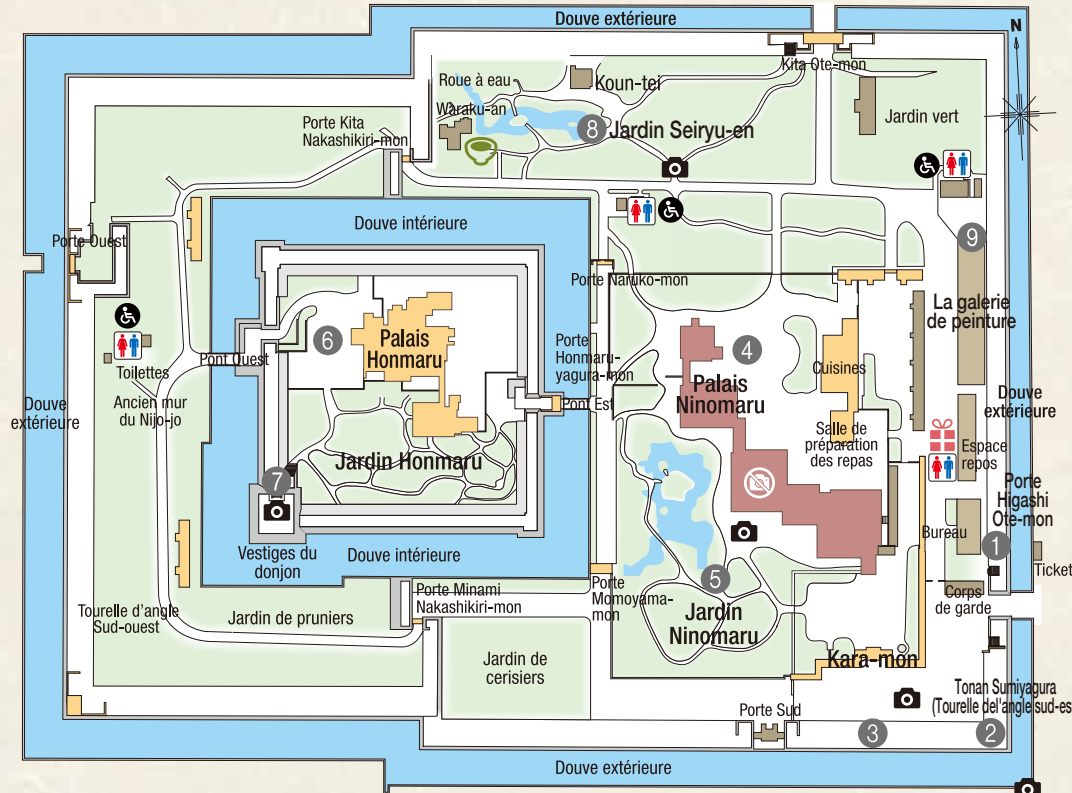 Douve extérieure
N
Kita Ote-mon
Roue à eau
Koun-tei
Waraku-an
Jardin vert
Porte Kita
Nakashikiri-mon
8
Jardin Seiryu-en
Douve intérieure
Porte Ouest
9
Porte Naruko-mon
La galerie
de peinture
6
Palais
Honmaru
Porte
Honmaru-
yagura-mon
4
Palais
Ninomaru
Cuisines
Pont Ouest
Toilettes
Pont Est
Ancien mur
du Nijo-jo
Douve
extérieure
Douve
extérieure
Salle de
préparation
des repas
Espace
repos
Jardin Honmaru
7
Porte
Higashi
Ote-mon
Bureau
1
Vestiges du
donjon
Douve intérieure
Ticket
5
Porte Minami
Nakashikiri-mon
Porte
Momoyama-
mon
Corps
de garde
Tourelle d'angle
Sud-ouest
Jardin de pruniers
Jardin
Ninomaru
Jardin de
cerisiers
Kara-mon
Tonan Sumiyagura
(Tourelle del'angle sud-es
Porte Sud
3
2
Douve extérieure